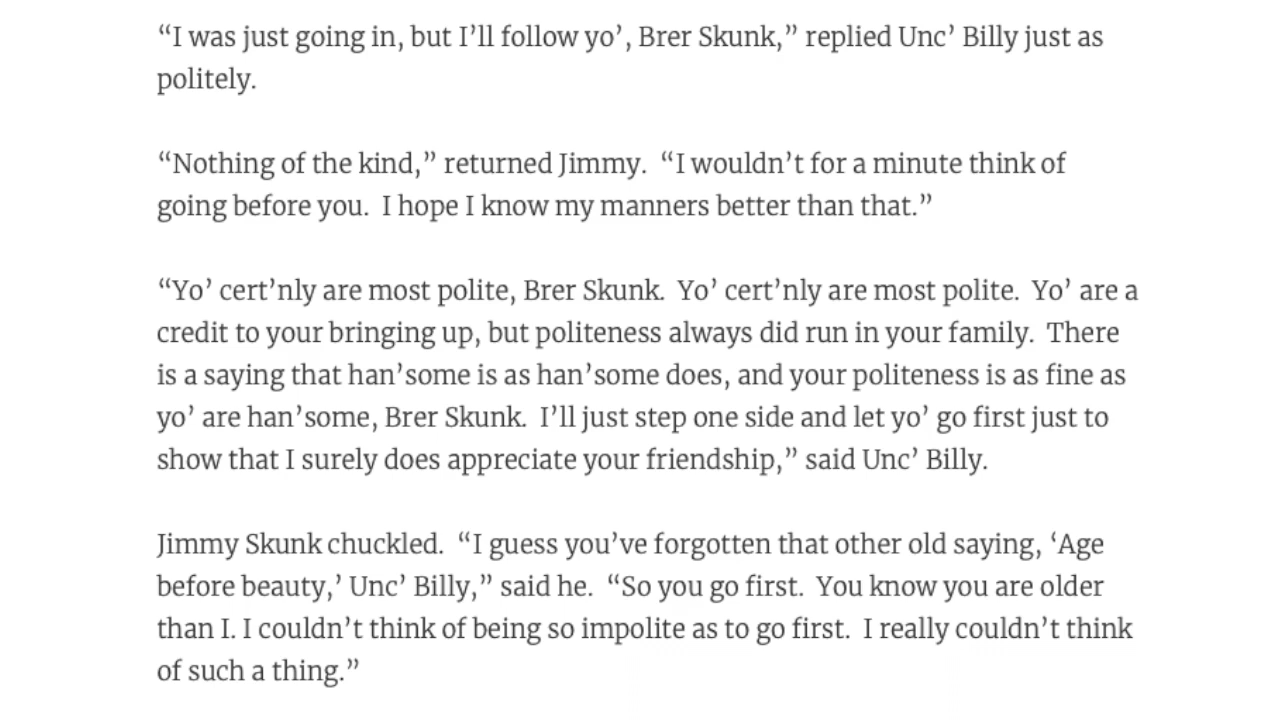 “I was just going in, but I’ll follow yo’, Brer Skunk,” replied Unc’ Billy just as
politely.
“Nothing of the kind,” returned Jimmy.  “I wouldn’t for a minute think of
going before you.  I hope I know my manners better than that.”
“Yo’ cert’nly are most polite, Brer Skunk.  Yo’ cert’nly are most polite.  Yo’ are a
credit to your bringing up, but politeness always did run in your family.  There
is a saying that han’some is as han’some does, and your politeness is as fine as
yo’ are han’some, Brer Skunk.  I’ll just step one side and let yo’ go first just to
show that I surely does appreciate your friendship,” said Unc’ Billy.
Jimmy Skunk chuckled.  “I guess you’ve forgotten that other old saying, ‘Age
before beauty,’ Unc’ Billy,” said he.  “So you go first.  You know you are older
than I. I couldn’t think of being so impolite as to go first.  I really couldn’t think
of such a thing.”